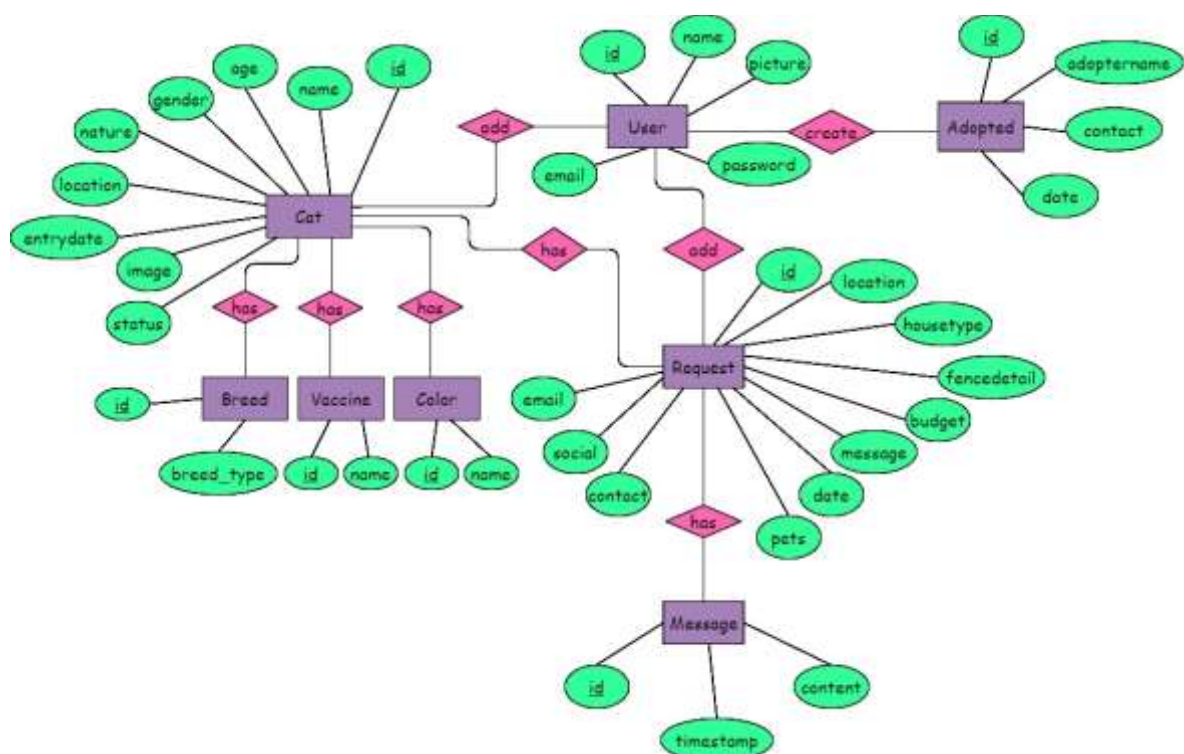 id
name
picture
id
adoptername
age
id
name
gender
nature
add
User
create
Adopted
contact
email
password
date
location
Cat
entrydate
image
status
has
add
id
location
housetype
has
has
has
Request
fencedetail
email
budget
social
message
contact
date
pets
id
Breed
Vaccine
Color
breed_type
id
name
id
name
has
Message
id
content
timestamp